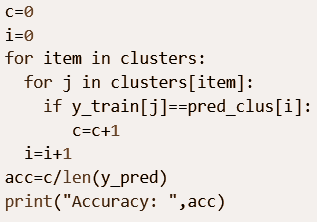 c=0
i=0
for item in clusters:
  for j in clusters[item]:
    if y_train[j]==pred_clus[i]:
       c=c+1
  i=i+1
acc=c/len(y_pred)
print("Accuracy: ",acc)